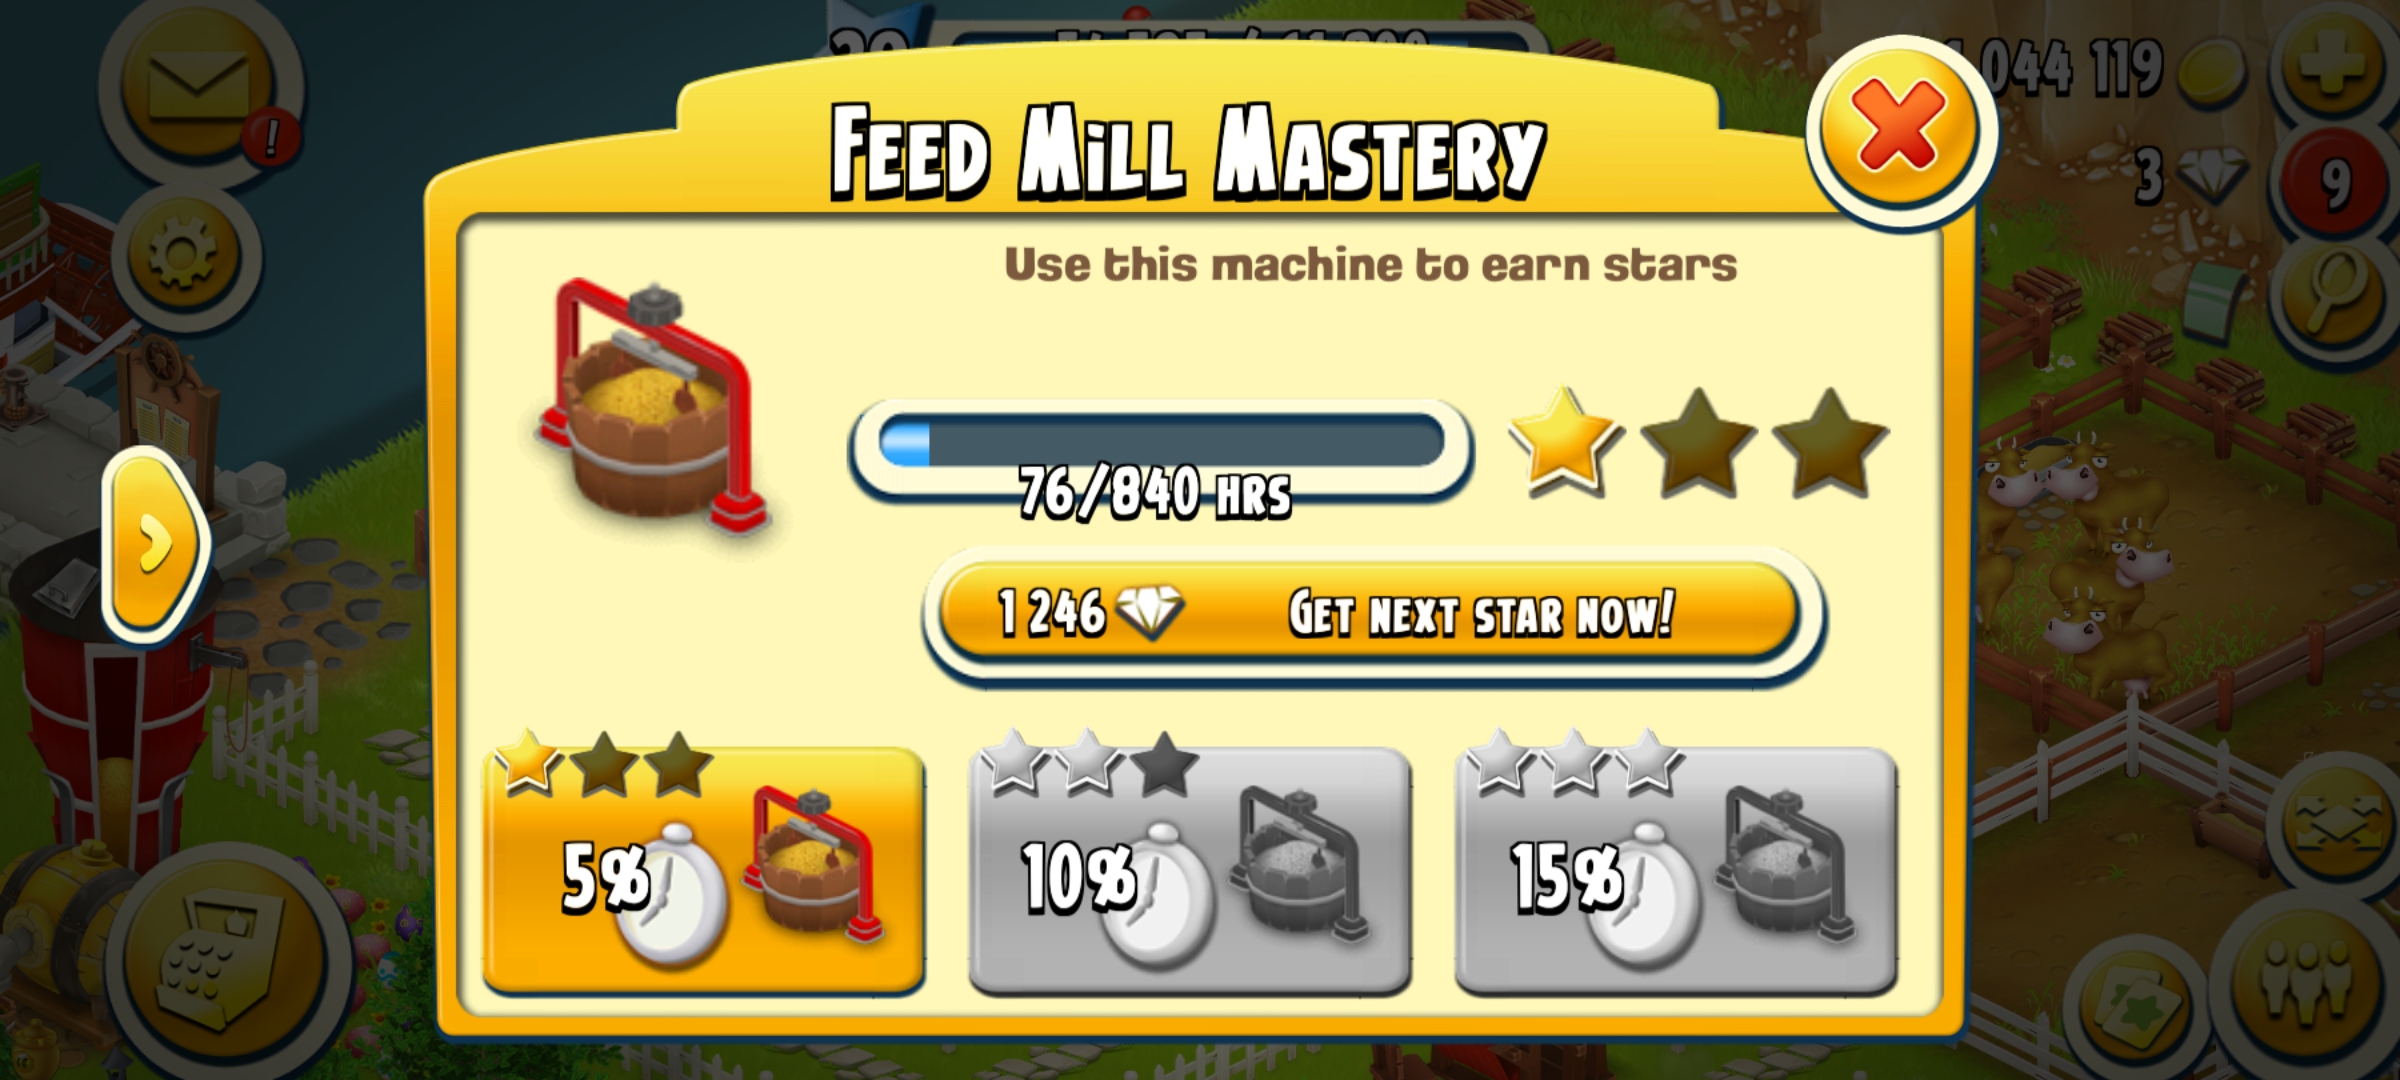 FEED MiLL MASTERY
044 119
3
9
!
Use this machine to earn stars
76/840 HRS
1 246 GET NEXT STAR NOW!
5% 10% 15%